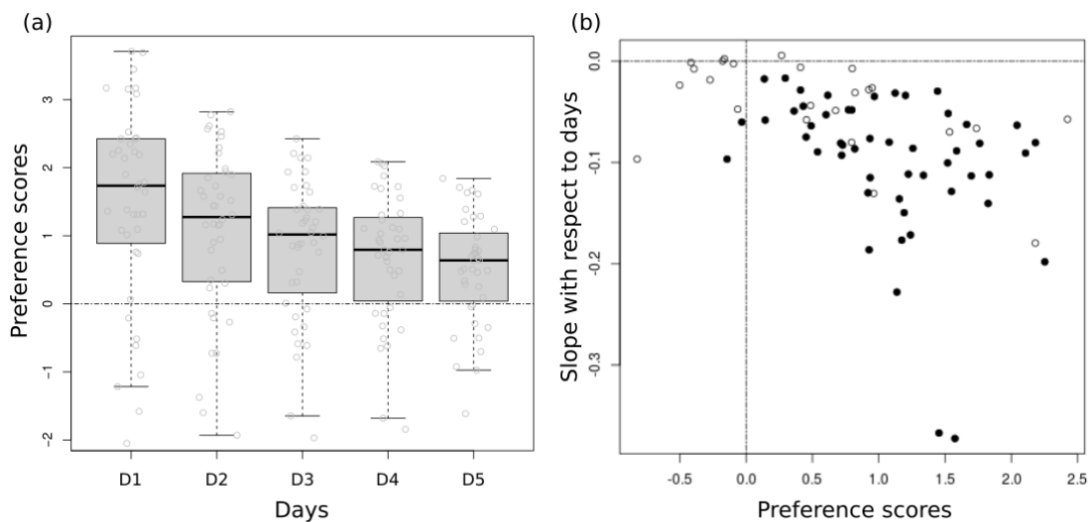 (a)
Preference scores
3
2
1
0
-1
-2
D1 D2 D3 D4 D5
Days
(b)
Slope with respect to days
0.0
-0.1
-0.2
-0.3
-0.5 0.0 0.5 1.0 1.5 2.0 2.5
Preference scores